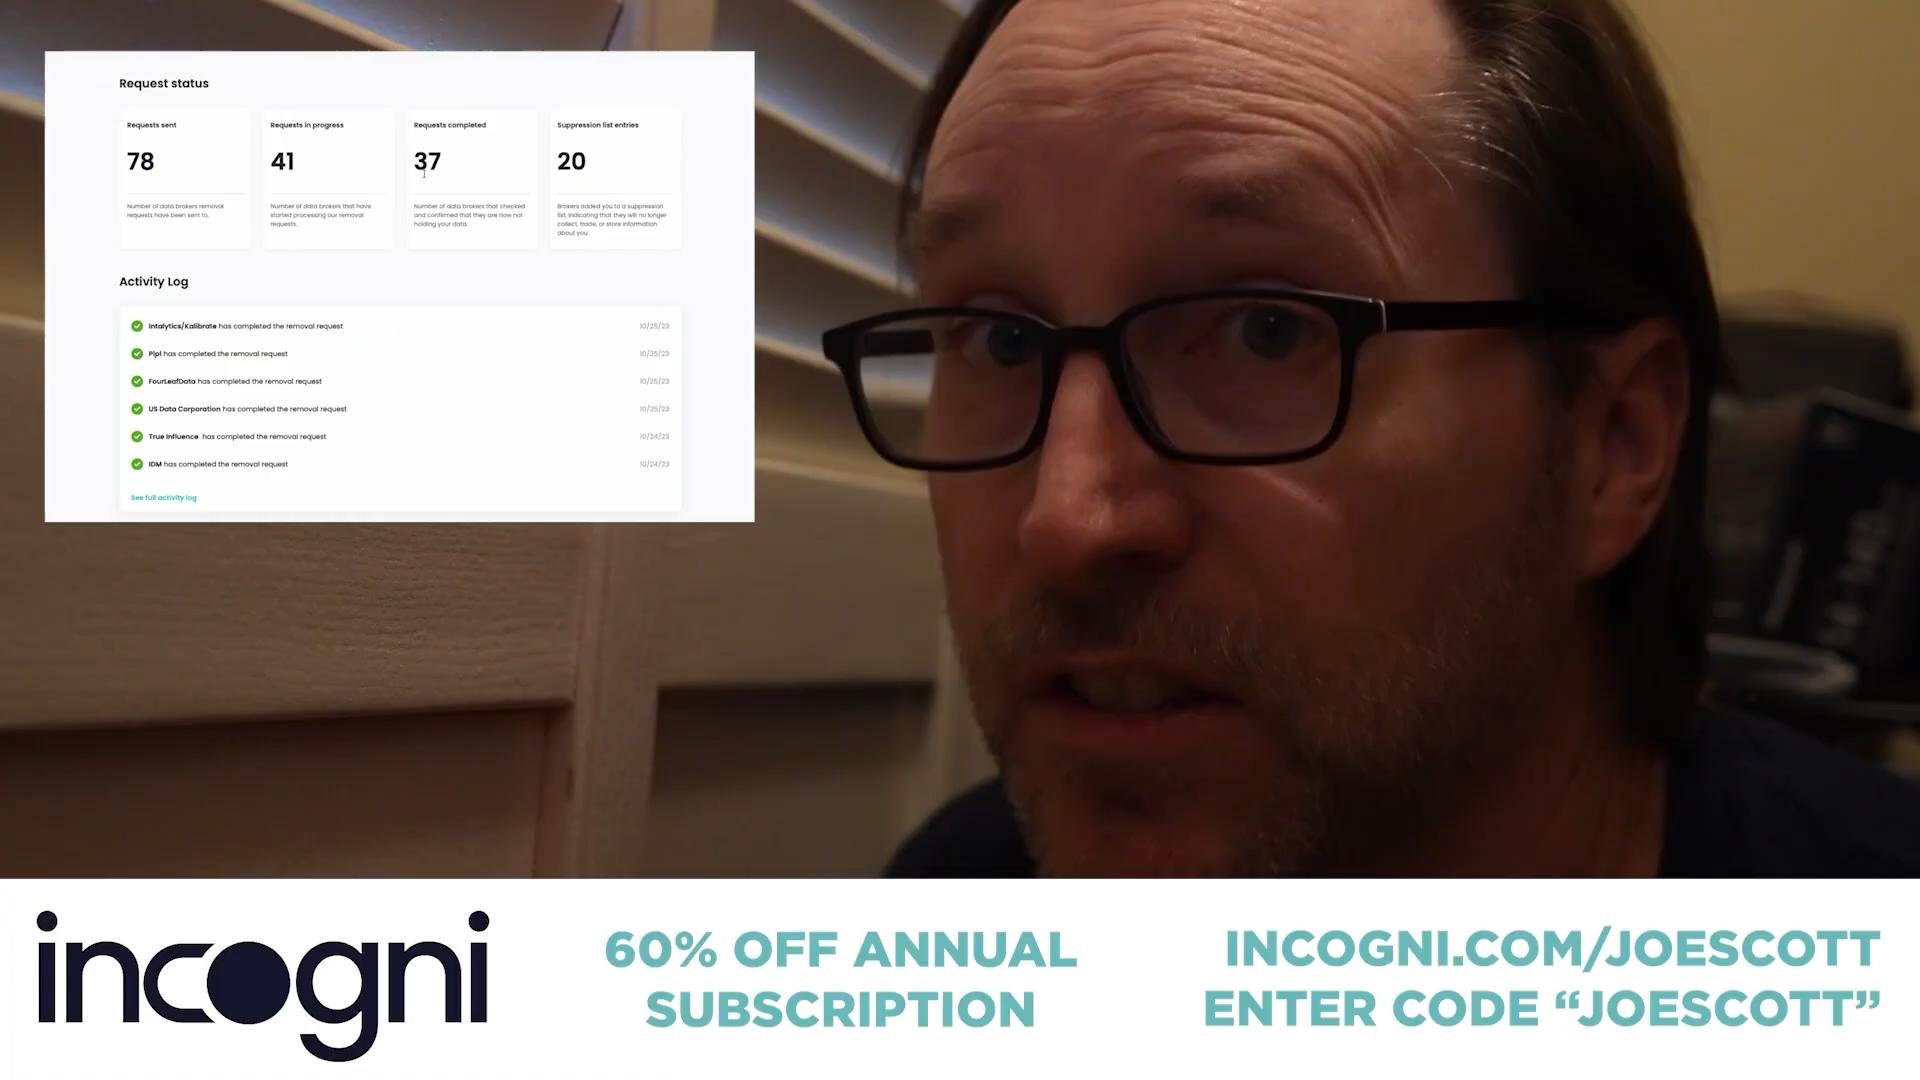 Request status
Requests sent
78
Number of data brokers removal
requests have been sent to.
Requests in progress
41
Number of data brokers that have
started processing our removal
requests.
Requests completed
37
Number of data brokers that checked
and confirmed that they are now not
holding your data.
Suppression list entries
20
Brokers added you to a suppression
list, indicating that they will no longer
collect, trade, or store information
about you.
Activity Log
Intalytics/Kalibrate has completed the removal request 10/25/23
Pipl has completed the removal request 10/25/23
FourLeafData has completed the removal request 10/25/23
US Data Corporation has completed the removal request 10/25/23
True Influence has completed the removal request 10/24/23
IDM has completed the removal request 10/24/23
See full activity log
incogni
60% OFF ANNUAL
SUBSCRIPTION
INCOGNI.COM/JOESCOTT
ENTER CODE “JOESCOTT”